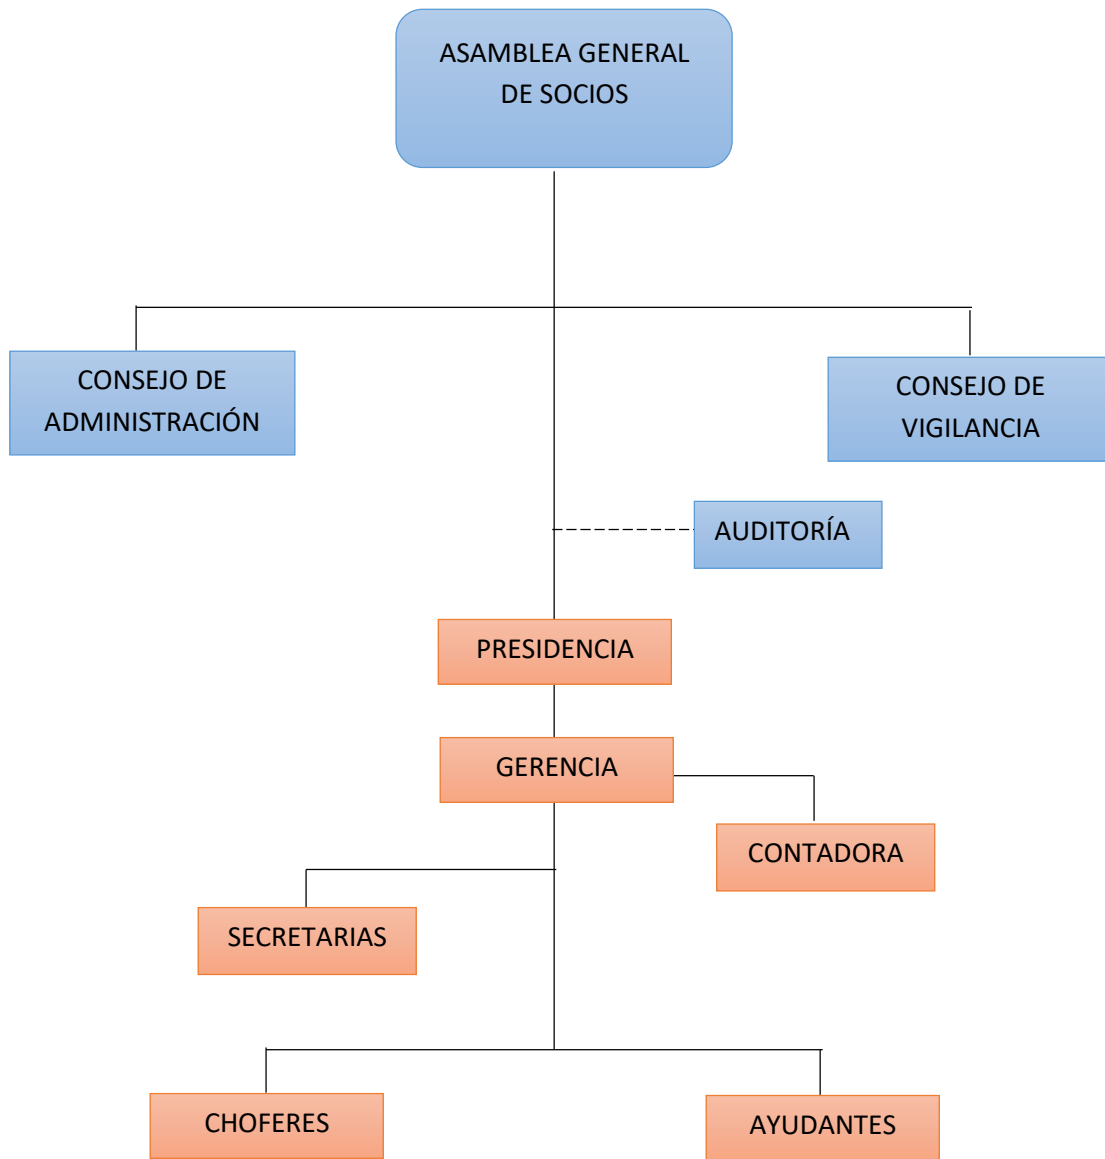 ASAMBLEA GENERAL
DE SOCIOS
CONSEJO DE
ADMINISTRACIÓN
CONSEJO DE
VIGILANCIA
AUDITORÍA
PRESIDENCIA
GERENCIA
CONTADORA
SECRETARIAS
CHOFERES
AYUDANTES